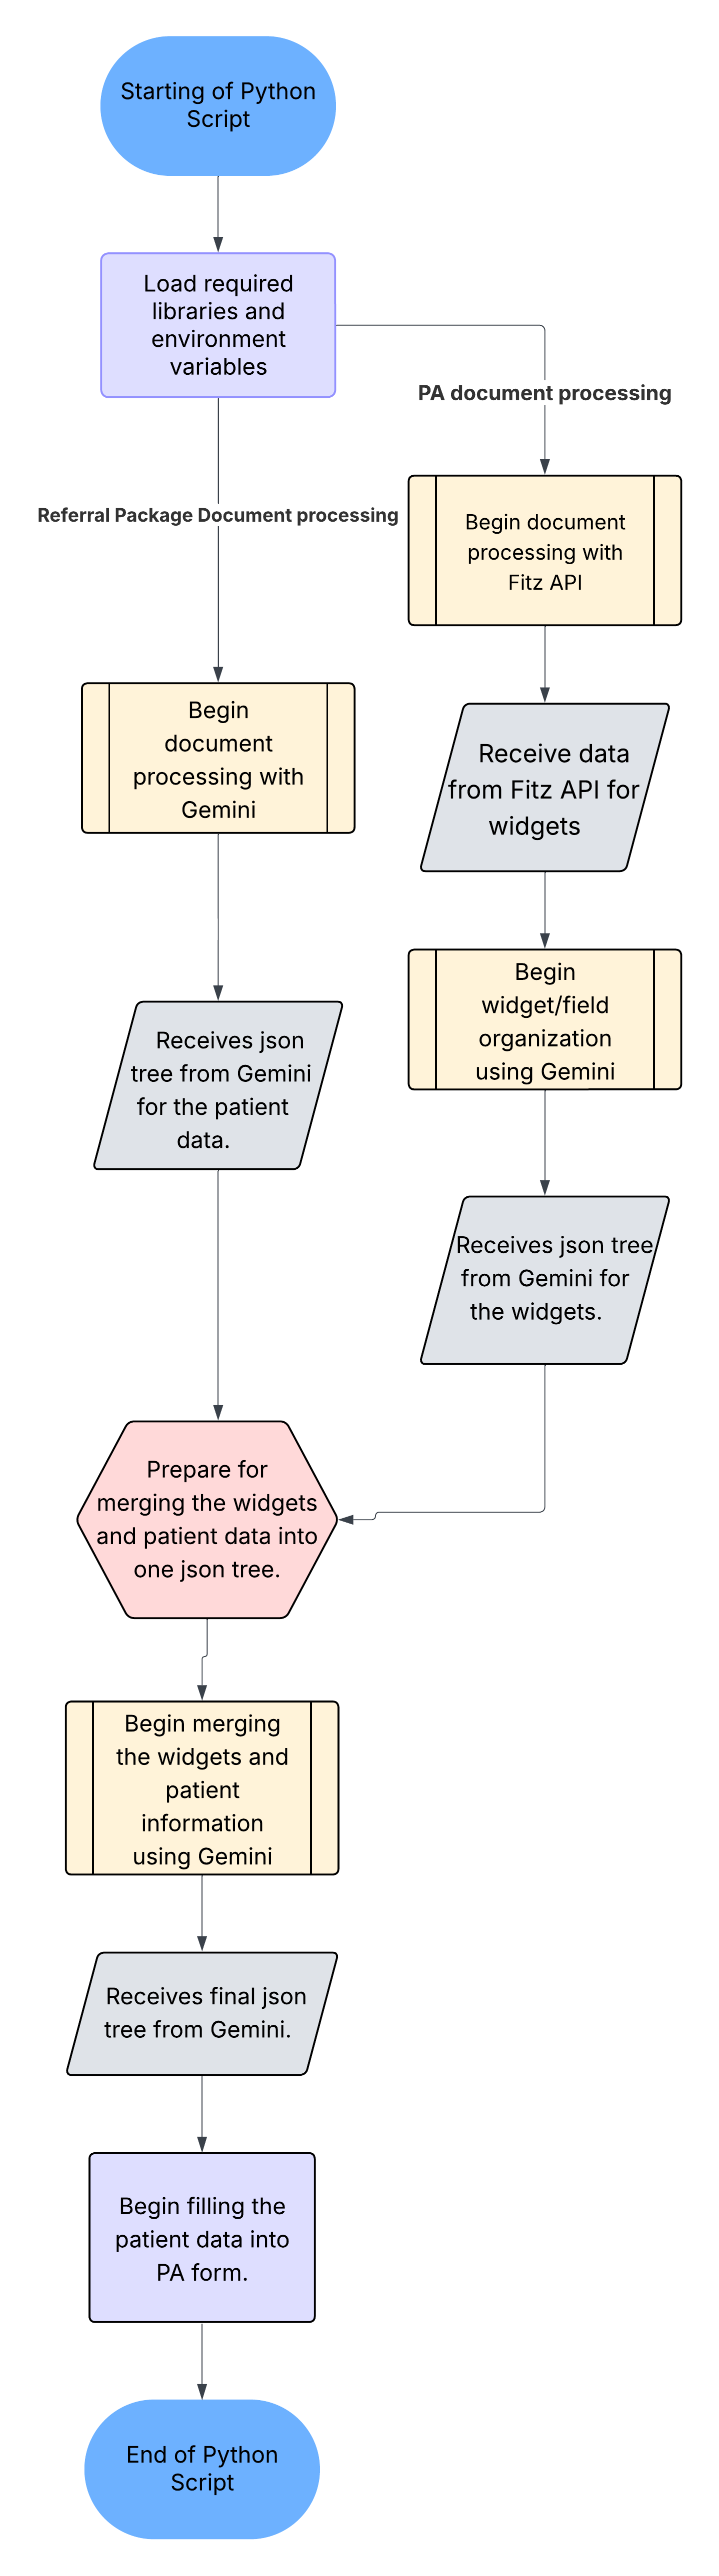 Starting of Python
Script
Load required
libraries and
environment
variables
PA document processing
Referral Package Document processing
Begin document
processing with
Fitz API
Begin
document
processing with
Gemini
Receive data
from Fitz API for
widgets
Begin
widget/field
organization
using Gemini
Receives json
tree from Gemini
for the patient
data.
Receives json tree
from Gemini for
the widgets.
Prepare for
merging the widgets
and patient data into
one json tree.
Begin merging
the widgets and
patient
information
using Gemini
Receives final json
tree from Gemini.
Begin filling the
patient data into
PA form.
End of Python
Script